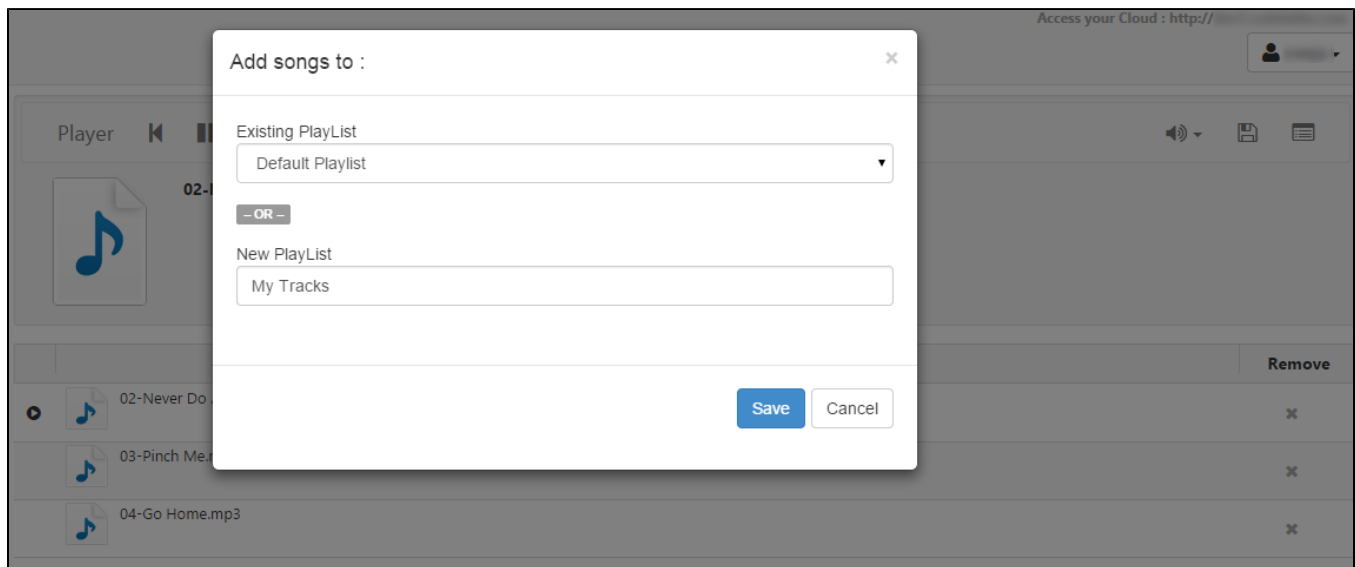 Access your Cloud : http://
Add songs to :
×
Player
Existing PlayList
Default Playlist
02-
– OR –
New PlayList
My Tracks
Remove
02-Never Do
Save
Cancel
03-Pinch Me.
04-Go Home.mp3